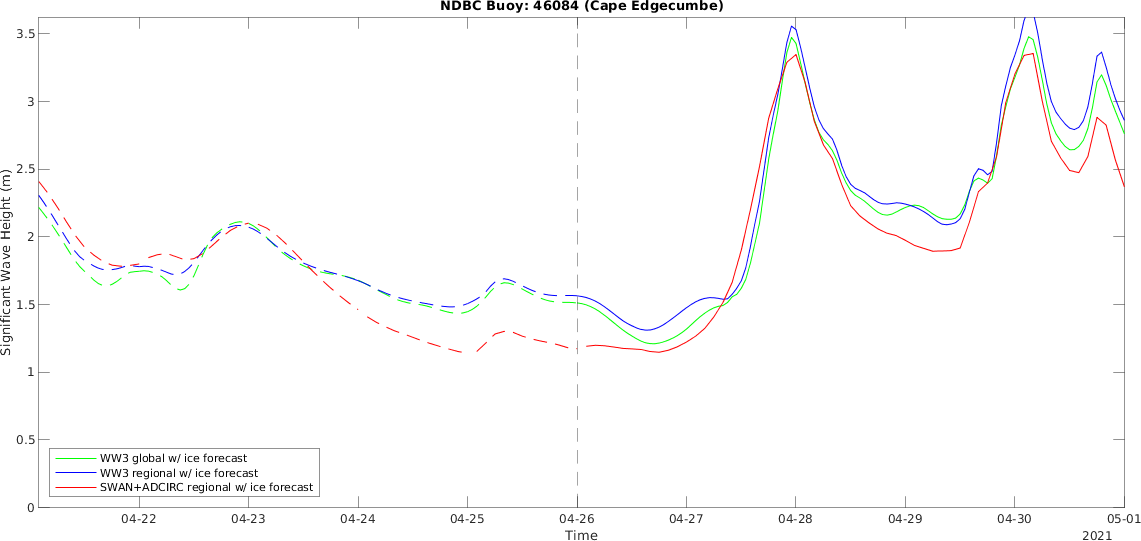 NDBC Buoy: 46084 (Cape Edgecumbe)
Significant Wave Height (m)
3.5
3
2.5
2
1.5
1
0.5
0
WW3 global w/ ice forecast
WW3 regional w/ ice forecast
SWAN+ADCIRC regional w/ ice forecast
04-22 04-23 04-24 04-25 04-26 04-27 04-28 04-29 04-30 05-01
Time
2021